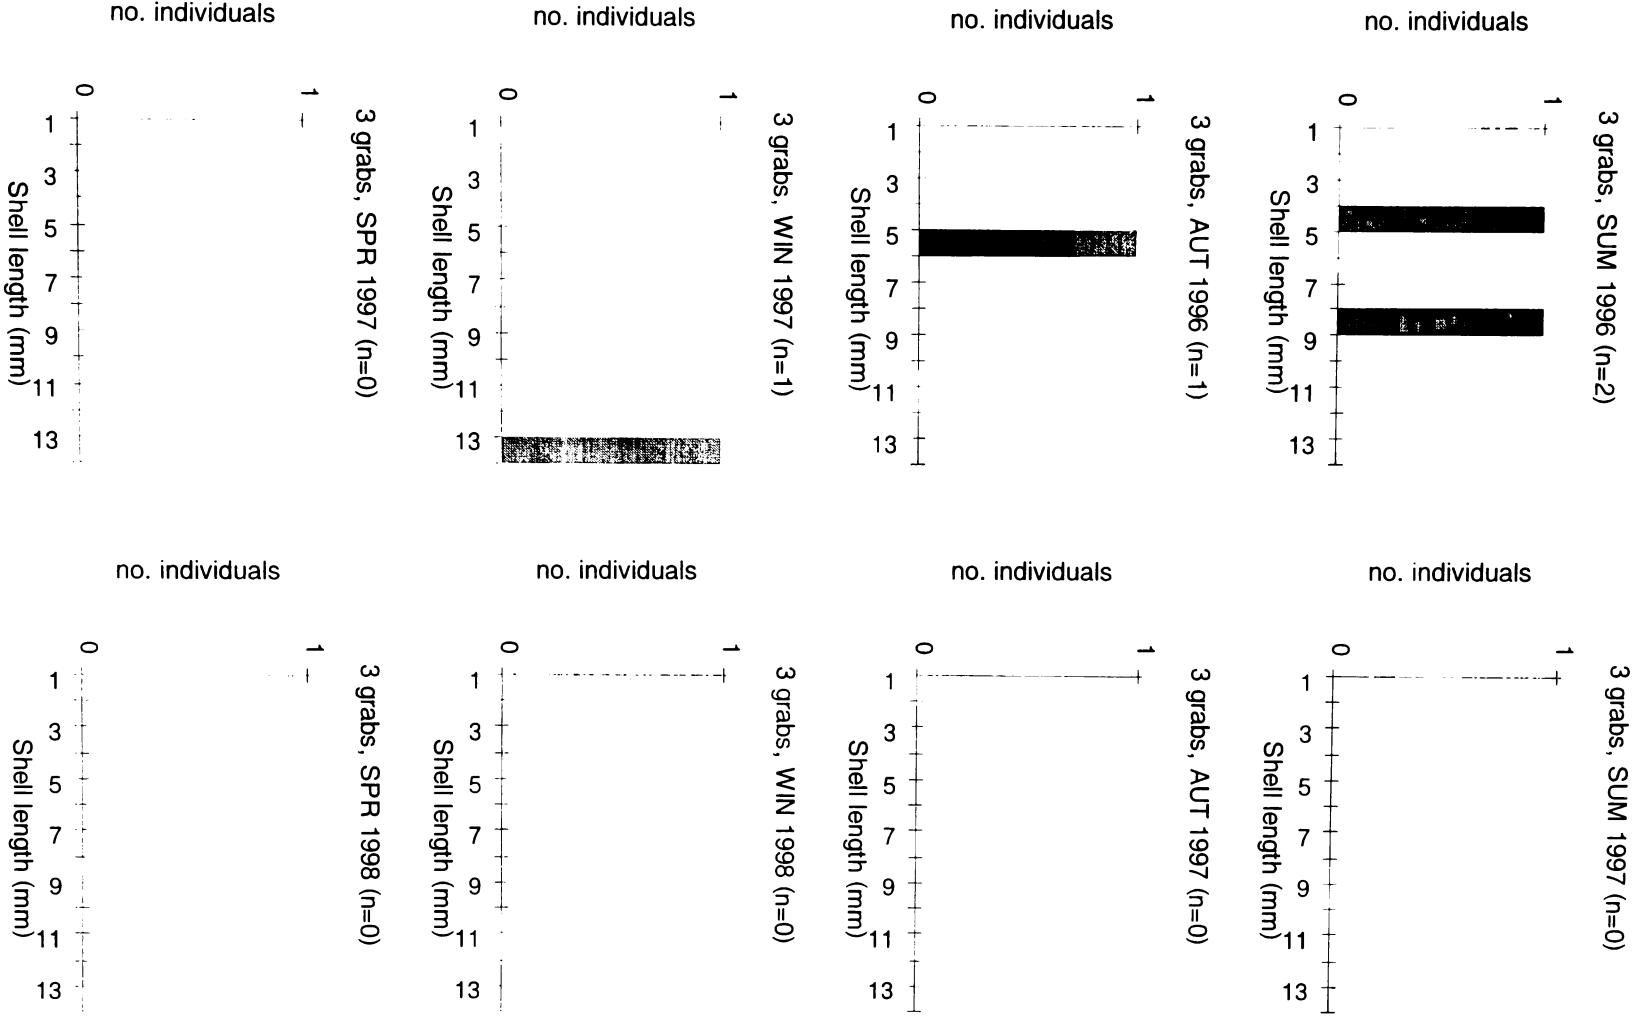 3 grabs, SUM 1996 (n=2)
no. individuals
1
0
1 3 5 7 9 11 13
Shell length (mm)
3 grabs, SUM 1997 (n=0)
no. individuals
1
0
1 3 5 7 9 11 13
Shell length (mm)
3 grabs, AUT 1996 (n=1)
no. individuals
1
0
1 3 5 7 9 11 13
Shell length (mm)
3 grabs, AUT 1997 (n=0)
no. individuals
1
0
1 3 5 7 9 11 13
Shell length (mm)
3 grabs, WIN 1997 (n=1)
no. individuals
1
0
1 3 5 7 9 11 13
Shell length (mm)
3 grabs, WIN 1998 (n=0)
no. individuals
1
0
1 3 5 7 9 11 13
Shell length (mm)
3 grabs, SPR 1997 (n=0)
no. individuals
1
0
1 3 5 7 9 11 13
Shell length (mm)
3 grabs, SPR 1998 (n=0)
no. individuals
1
0
1 3 5 7 9 11 13
Shell length (mm)